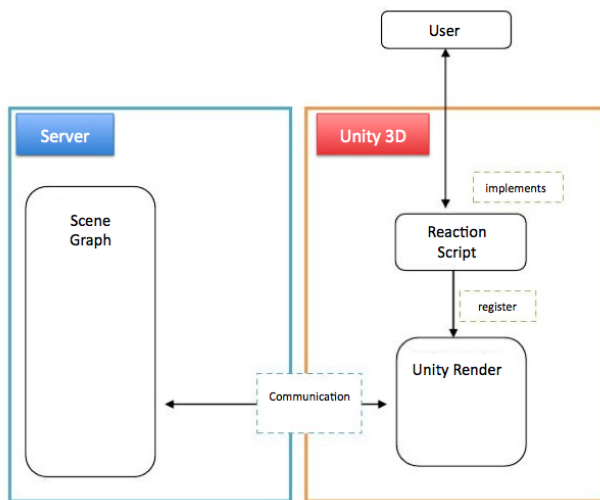 User
Server
Unity 3D
implements
Scene
Graph
Reaction
Script
register
Unity Render
Communication